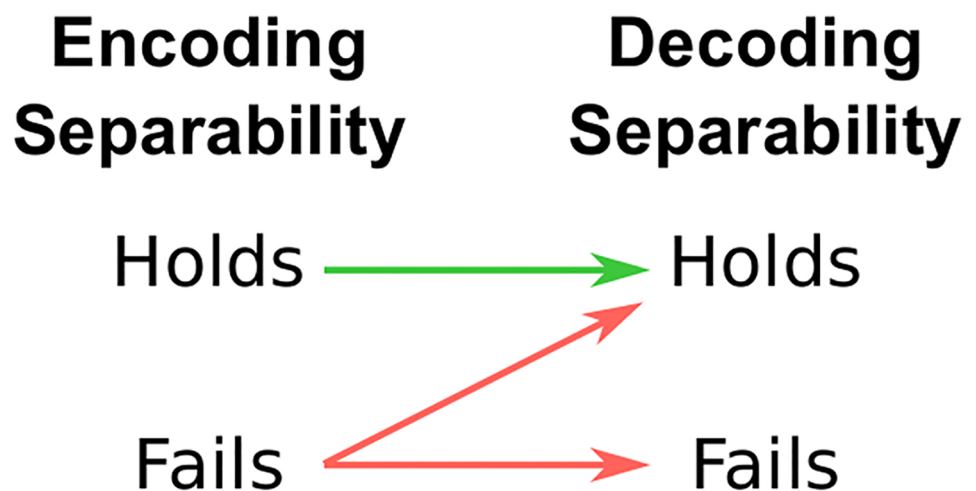 Encoding
Separability
Decoding
Separability
Holds
Holds
Fails
Fails